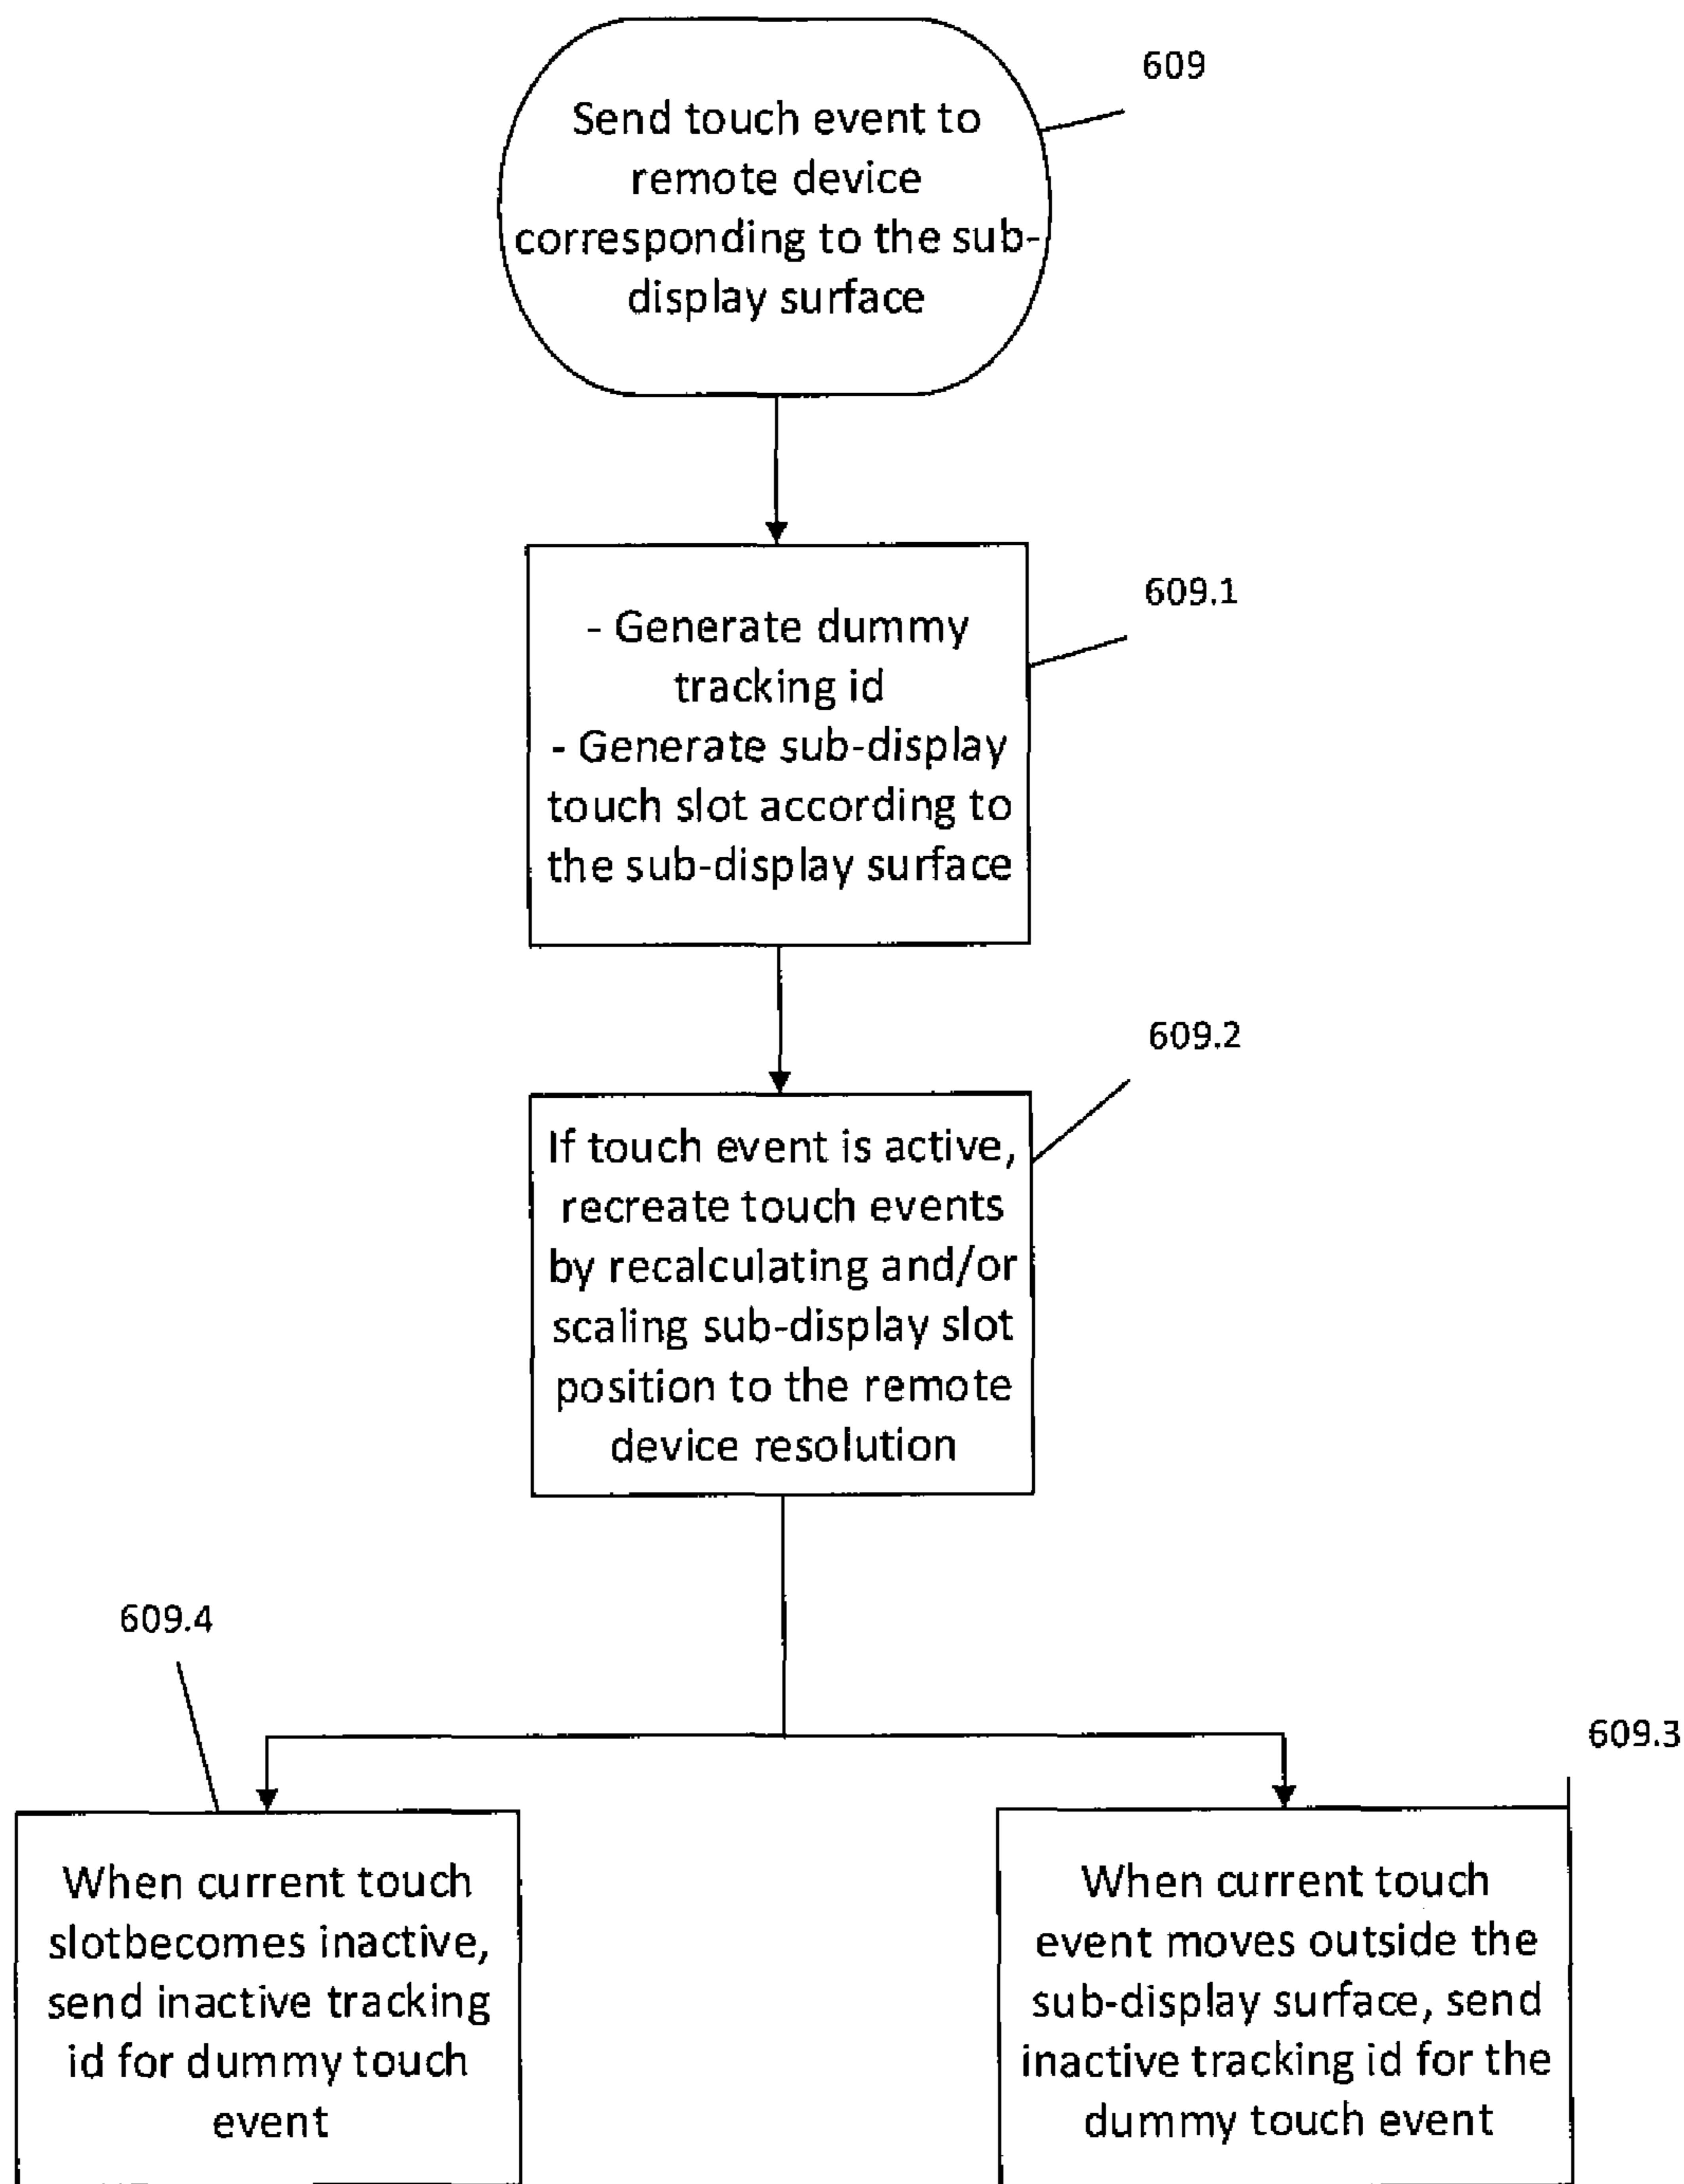 609
Send touch event to
remote device
corresponding to the sub-
display surface
609.1
- Generate dummy
tracking id
- Generate sub-display
touch slot according to
the sub-display surface
609.2
If touch event is active,
recreate touch events
by recalculating and/or
scaling sub-display slot
position to the remote
device resolution
609.4
When current touch
slotbecomes inactive,
send inactive tracking
id for dummy touch
event
609.3
When current touch
event moves outside the
sub-display surface, send
inactive tracking id for the
dummy touch event